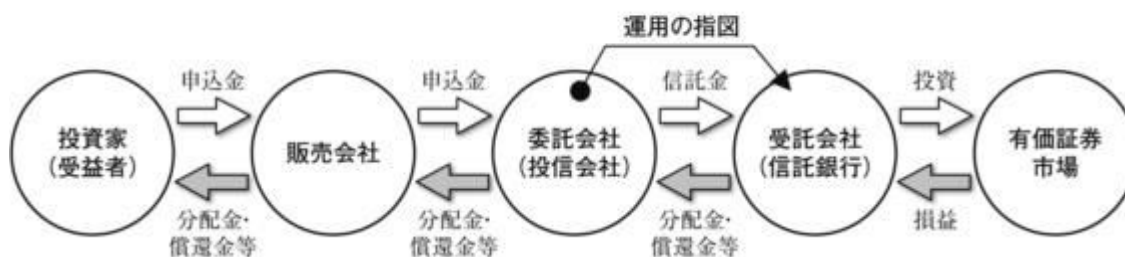 運用の指図
申込金
申込金
信託金
投資
投資家
(受益者)
販売会社
委託会社
(投信会社)
受託会社
(信託銀行)
有価証券
市場
分配金・
償還金等
分配金・
償還金等
分配金・
償還金等
損益